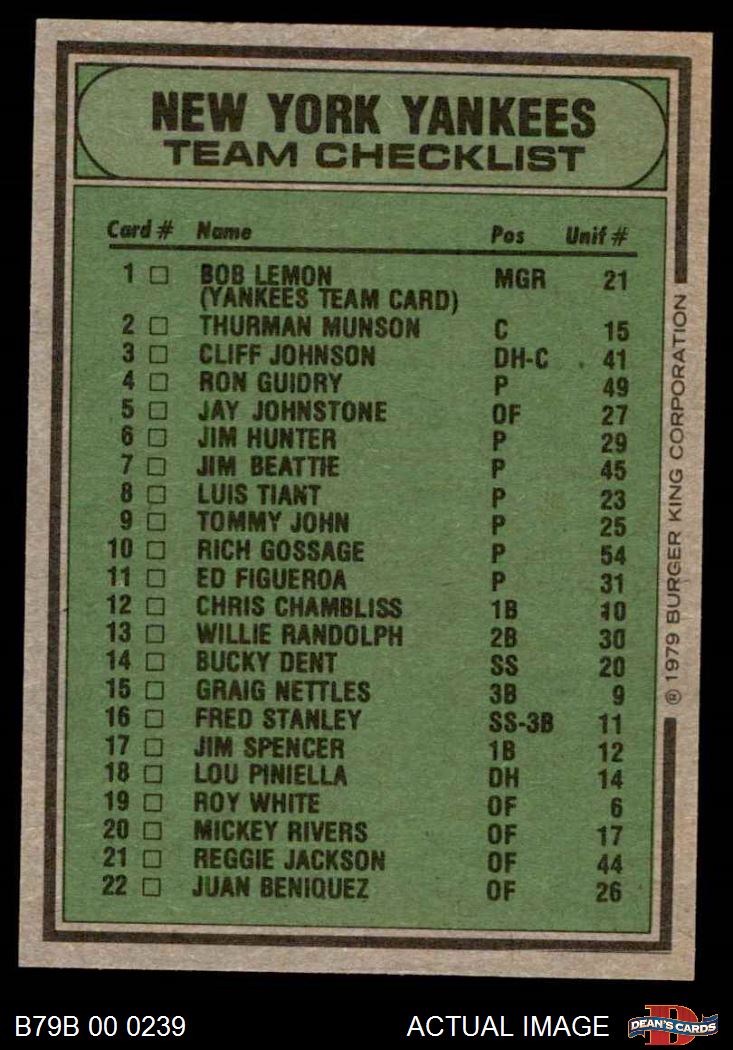 NEW YORK YANKEES
TEAM CHECKLIST
Card # Name Pos Unif #
1 BOB LEMON MGR 21
(YANKEES TEAM CARD)
2 THURMAN MUNSON C 15
3 CLIFF JOHNSON DH-C 41
4 RON GUIDRY P 49
5 JAY JOHNSTONE OF 27
6 JIM HUNTER P 29
7 JIM BEATTIE P 45
8 LUIS TIANT P 23
9 TOMMY JOHN P 25
10 RICH GOSSAGE P 54
11 ED FIGUEROA P 31
12 CHRIS CHAMBLISS 1B 10
13 WILLIE RANDOLPH 2B 30
14 BUCKY DENT SS 20
15 GRAIG NETTLES 3B 9
16 FRED STANLEY SS-3B 11
17 JIM SPENCER 1B 12
18 LOU PINIELLA DH 14
19 ROY WHITE OF 6
20 MICKEY RIVERS OF 17
21 REGGIE JACKSON OF 44
22 JUAN BENIQUEZ OF 26
® 1979 BURGER KING CORPORATION
B79B 00 0239 ACTUAL IMAGE
DEAN'S CARDS